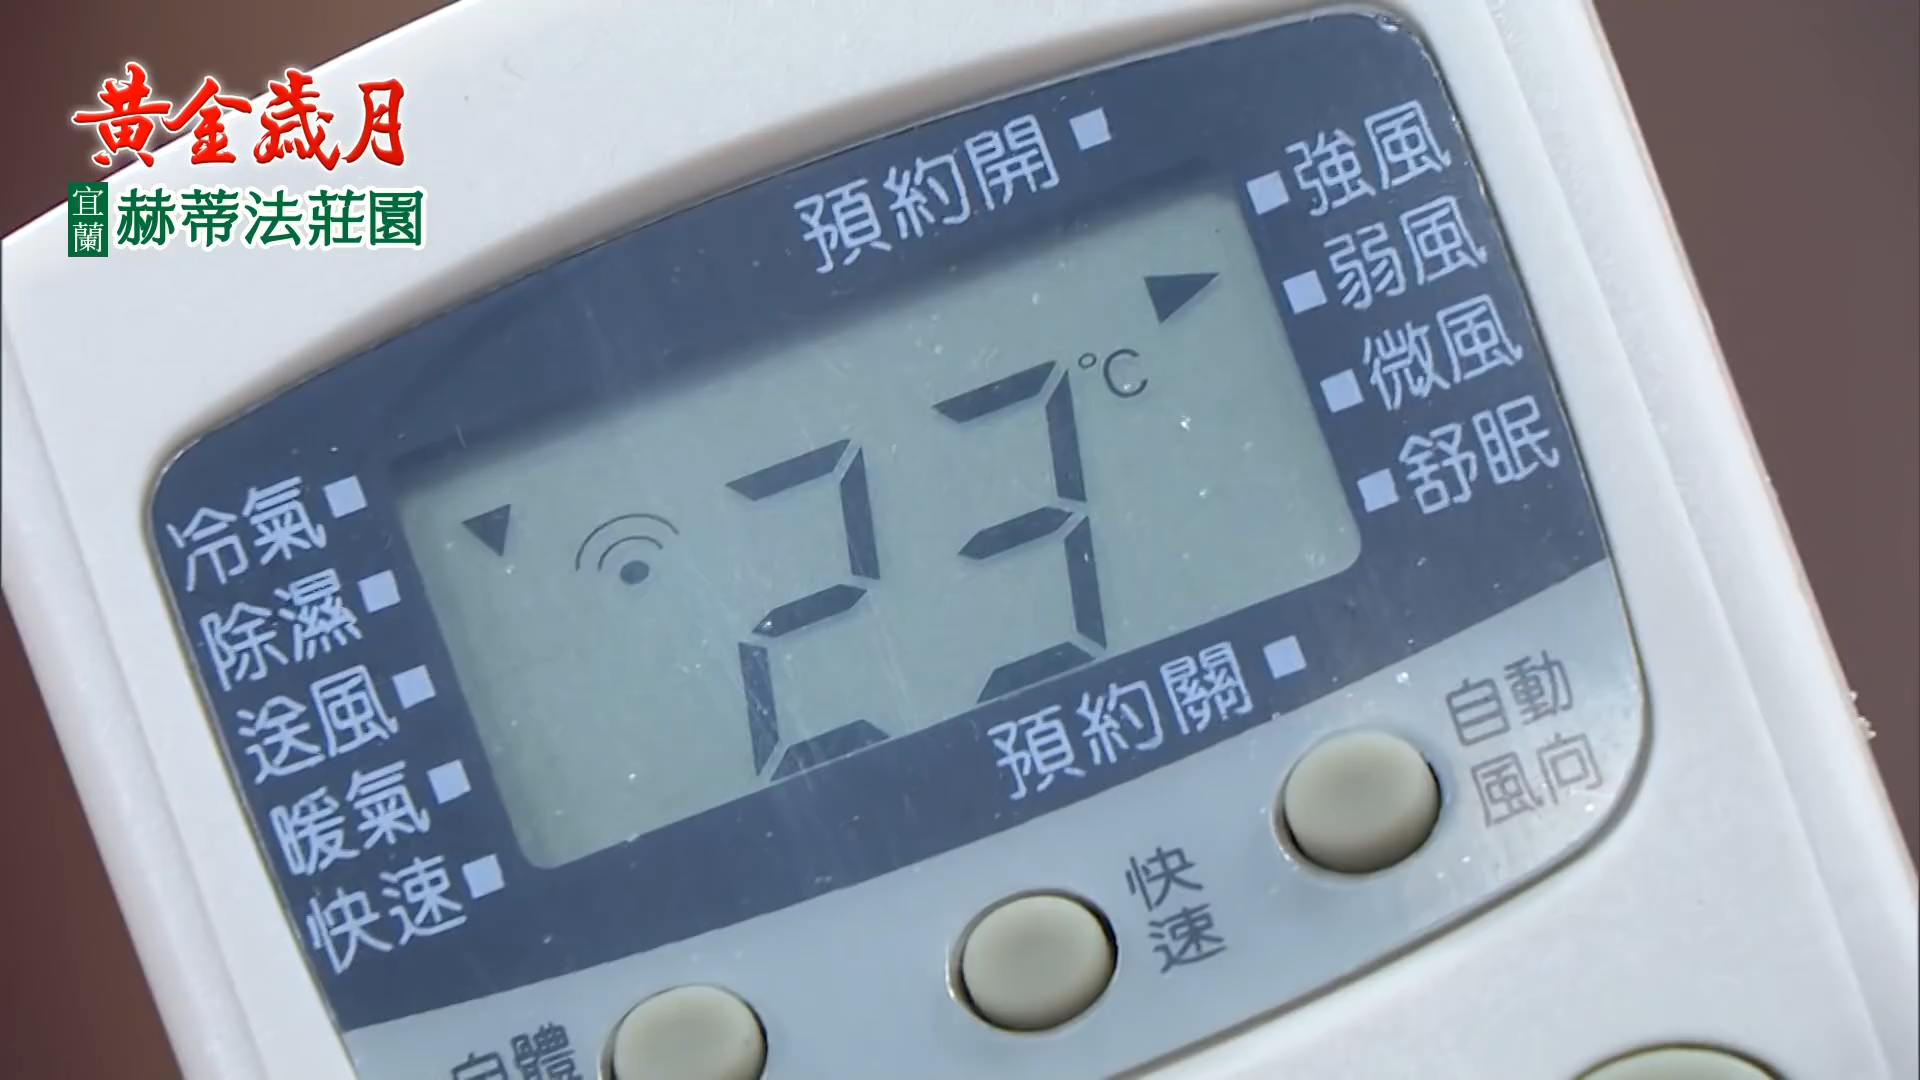 黃金歲月
宜蘭
赫蒂法莊園
預約開
強風
弱風
微風
舒眠
23°C
冷氣
除濕
送風
暖氣
快速
預約關
自動
風向
快速